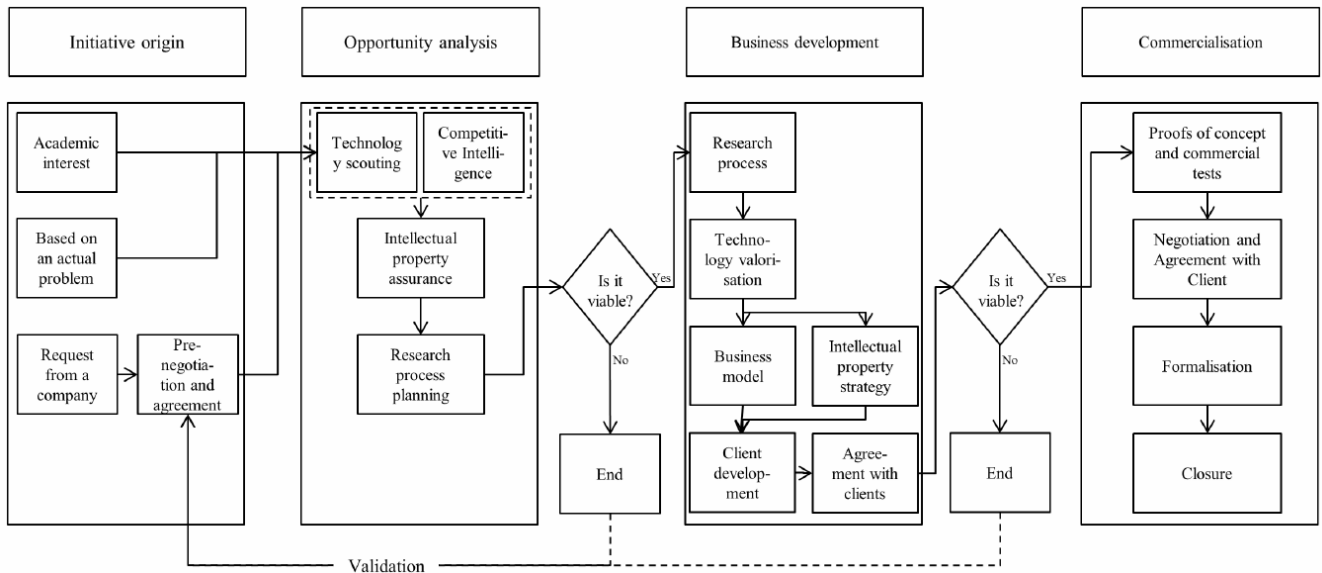 Initiative origin
Opportunity analysis
Business development
Commercialisation
Academic
interest
Based on
an actual
problem
Request
from a
company
Pre-
negotia-
tion and
agreement
Technolog
y scouting
Competiti-
ve Intelli-
gence
Intellectual
property
assurance
Research
process
planning
Is it
viable?
Yes
No
End
Research
process
Techno-
logy valori-
sation
Business
model
Intellectual
property
strategy
Client
develop-
ment
Agree-
ment with
clients
Is it
viable?
Yes
No
End
Proofs of
concept and
commercial
tests
Negotiation and
Agreement with
Client
Formalisation
Closure
Validation